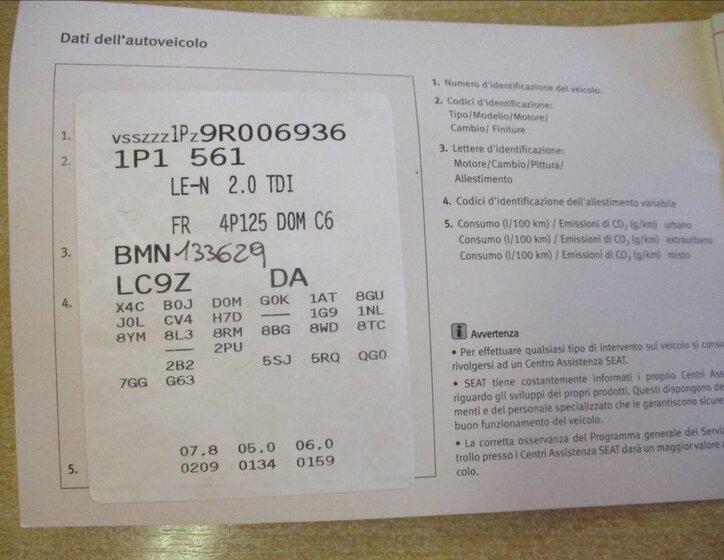 Dati dell'autoveicolo
1. vsszzz1Pz9R006936
2. 1P1 561
LE-N 2.0 TDI
FR 4P125 DOM C6
3. BMN-133629
LC9Z DA
4. X4C B0J D0M G0K 1AT 8GU
J0L CV4 H7D —— 1G9 1NL
8YM 8L3 8RM 8BG 8WD 8TC
—— 2PU
2B2 5SJ 5RQ QG0
7GG G63
07.8 05.0 06.0
5. 0209 0134 0159
1. Numero d'identificazione del veicolo.
2. Codici d'identificazione:
Tipo/Modello/Motore/
Cambio/ Finiture
3. Lettere d'identificazione:
Motore/Cambio/Pittura/
Allestimento
4. Codici d'identificazione dell'allestimento variabile
5. Consumo (l/100 km) / Emissioni di CO2 (g/km) urbano
Consumo (l/100 km) / Emissioni di CO2 (g/km) extraurbano
Consumo (l/100 km) / Emissioni di CO2 (g/km) misto
i Avvertenza
• Per effettuare qualsiasi tipo di intervento sul veicolo si consi
rivolgersi ad un Centro Assistenza SEAT.
• SEAT tiene costantemente informati i proprio Centri Ass
riguardo gli sviluppi dei propri prodotti. Questi dispongono de
menti e del personale specializzato che le garantiscono sicure
buon funzionamento del veicolo.
• La corretta osservanza del Programma generale dei Serviz
trollo presso i Centri Assistenza SEAT darà un maggior valore a
colo.